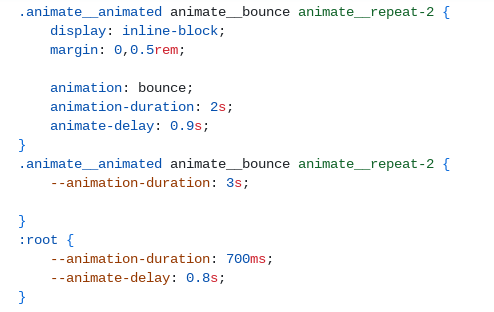 .animate__animated animate__bounce animate__repeat-2 {
display: inline-block;
margin: 0,0.5rem;
animation: bounce;
animation-duration: 2s;
animate-delay: 0.9s;
}
.animate__animated animate__bounce animate__repeat-2 {
--animation-duration: 3s;
}
:root {
--animation-duration: 700ms;
--animate-delay: 0.8s;
}